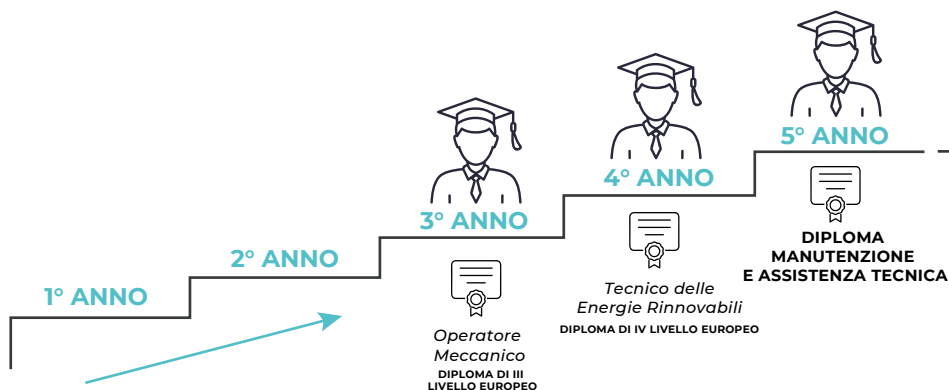 1° ANNO
2° ANNO
3° ANNO
Operatore
Meccanico
DIPLOMA DI III
LIVELLO EUROPEO
4° ANNO
Tecnico delle
Energie Rinnovabili
DIPLOMA DI IV LIVELLO EUROPEO
5° ANNO
DIPLOMA
MANUTENZIONE
E ASSISTENZA TECNICA